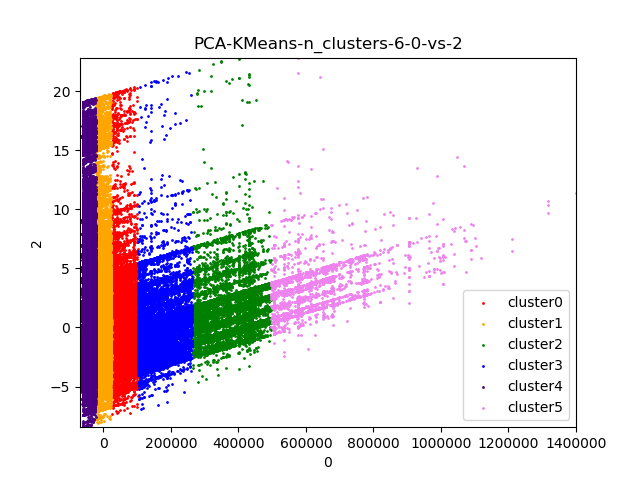 PCA-KMeans-n_clusters-6-0-vs-2
20
15
10
5
0
−5
2
0 200000 400000 600000 800000 1000000 1200000 1400000
0
cluster0
cluster1
cluster2
cluster3
cluster4
cluster5